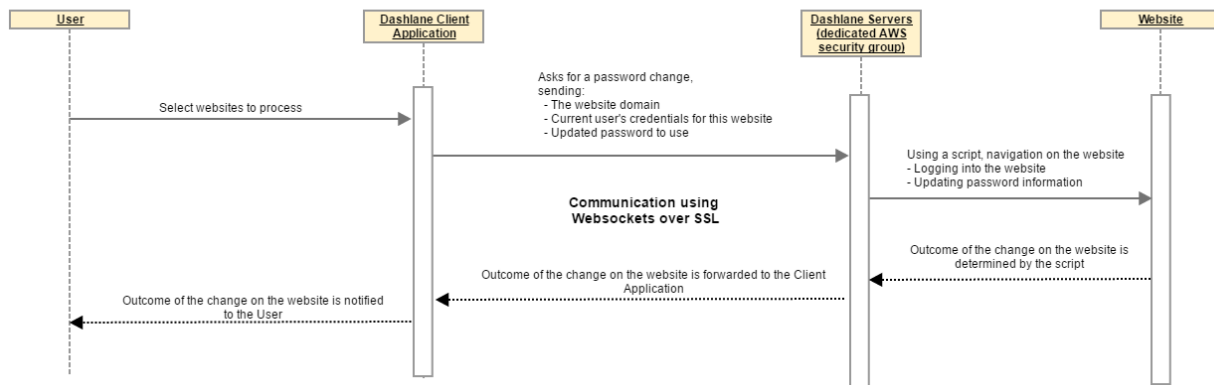 User
Dashlane Client
Application
Dashlane Servers
(dedicated AWS
security group)
Website
Select websites to process
Asks for a password change,
sending:
- The website domain
- Current user's credentials for this website
- Updated password to use
Using a script, navigation on the website
- Logging into the website
- Updating password information
Communication using
Websockets over SSL
Outcome of the change on the website is
determined by the script
Outcome of the change on the website is forwarded to the Client
Application
Outcome of the change on the website is notified
to the User